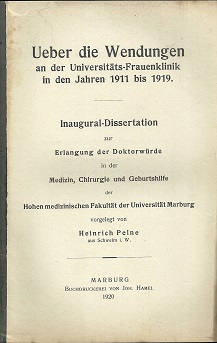 Ueber die Wendungen
an der Universitäts-Frauenklinik
in den Jahren 1911 bis 1919.
Inaugural-Dissertation
zur
Erlangung der Doktorwürde
in der
Medizin, Chirurgie und Geburtshilfe
der
Hohen medizinischen Fakultät der Universität Marburg
vorgelegt von
Heinrich Peine
aus Schwelm i. W.
MARBURG
Buchdruckerei von Joh. Hamel
1920